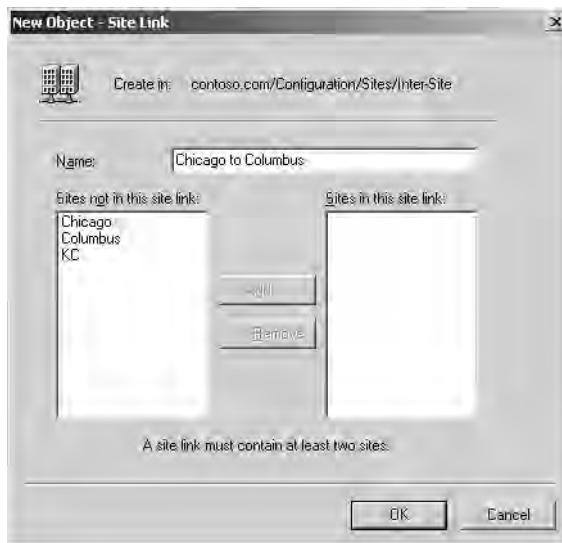 New Object - Site Link
Create in: contoso.com/Configuration/Sites/Inter-Site
Name: Chicago to Columbus
Sites not in this site link: Sites in this site link:
Chicago
Columbus
KC
Add
Remove
A site link must contain at least two sites.
OK Cancel